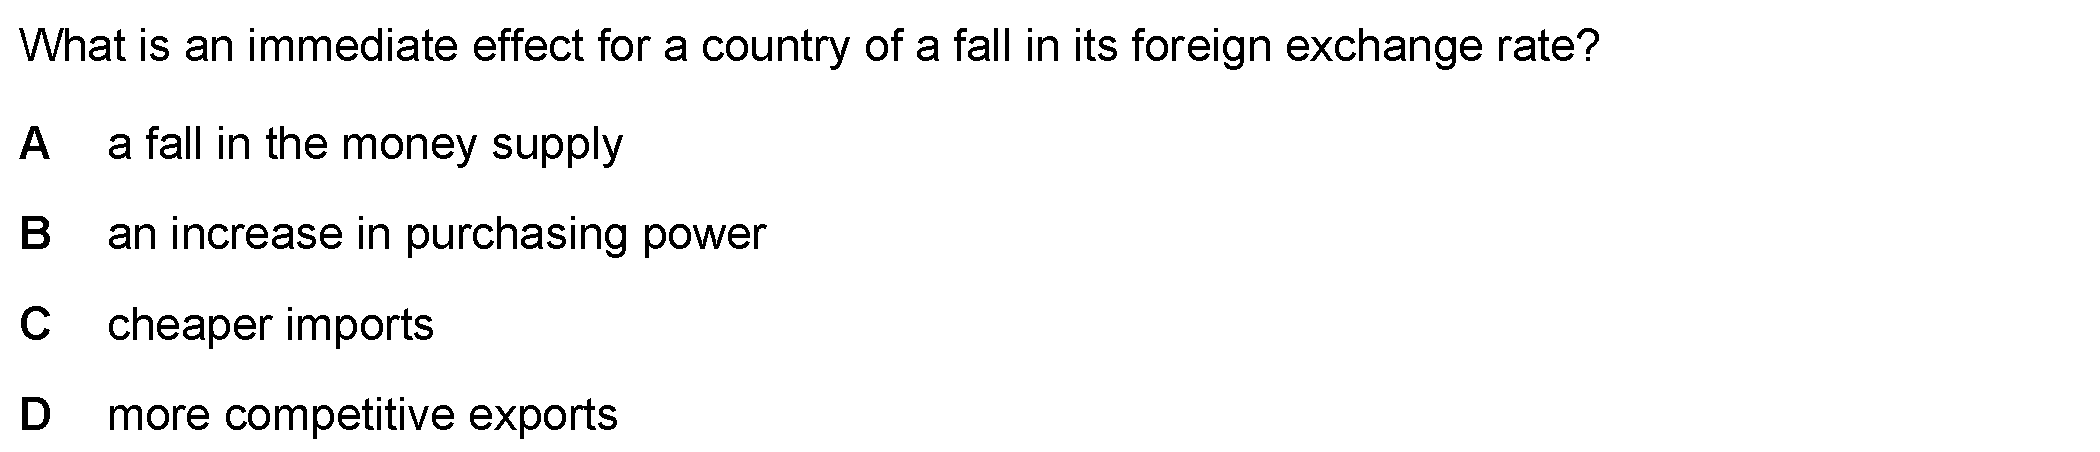 What is an immediate effect for a country of a fall in its foreign exchange rate?
A a fall in the money supply
B an increase in purchasing power
C cheaper imports
D more competitive exports